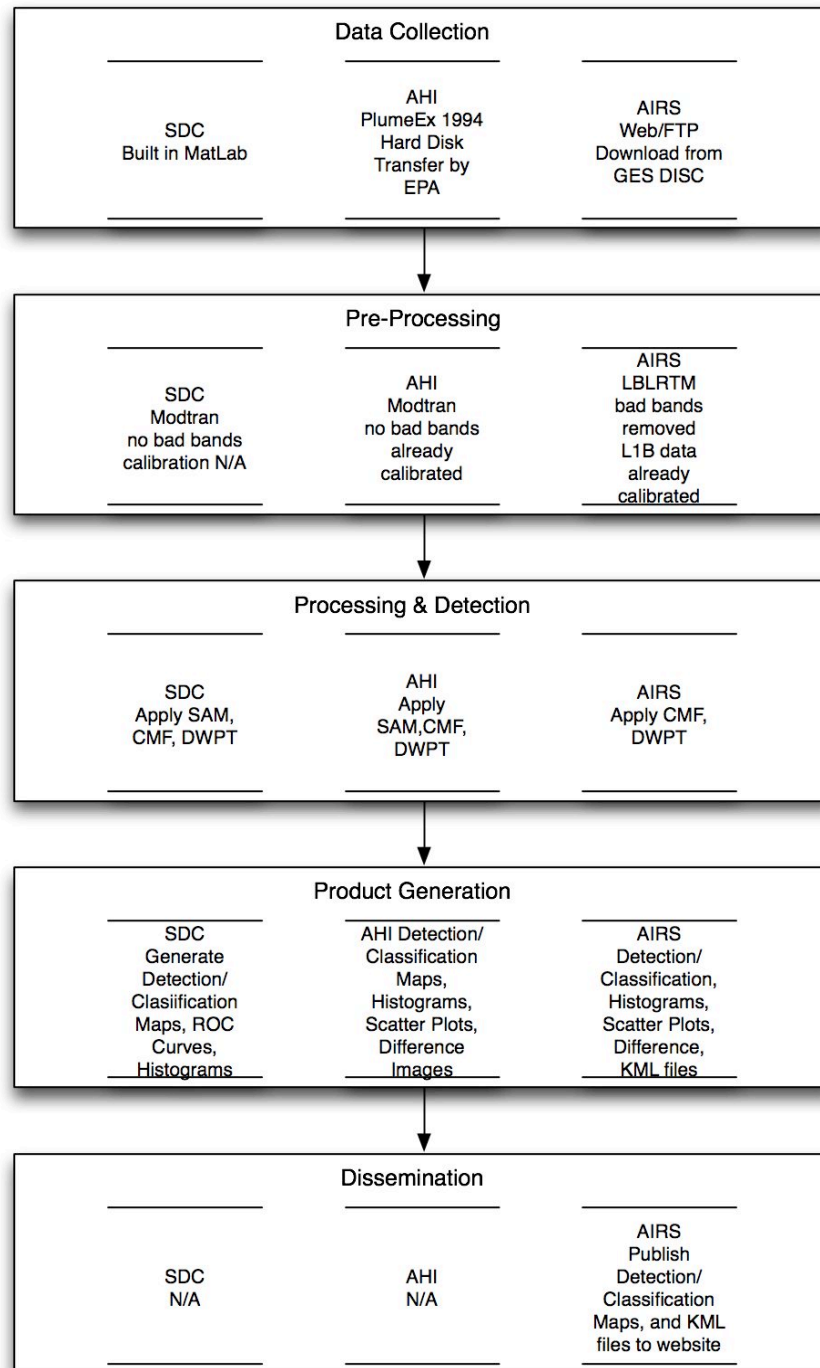 Data Collection
SDC
Built in MatLab
AHI
PlumeEx 1994
Hard Disk
Transfer by
EPA
AIRS
Web/FTP
Download from
GES DISC
Pre-Processing
SDC
Modtran
no bad bands
calibration N/A
AHI
Modtran
no bad bands
already
calibrated
AIRS
LBLRTM
bad bands
removed
L1B data
already
calibrated
Processing & Detection
SDC
Apply SAM,
CMF, DWPT
AHI
Apply
SAM,CMF,
DWPT
AIRS
Apply CMF,
DWPT
Product Generation
SDC
Generate
Detection/
Clasiification
Maps, ROC
Curves,
Histograms
AHI Detection/
Classification
Maps,
Histograms,
Scatter Plots,
Difference
Images
AIRS
Detection/
Classification,
Histograms,
Scatter Plots,
Difference,
KML files
Dissemination
SDC
N/A
AHI
N/A
AIRS
Publish
Detection/
Classification
Maps, and KML
files to website